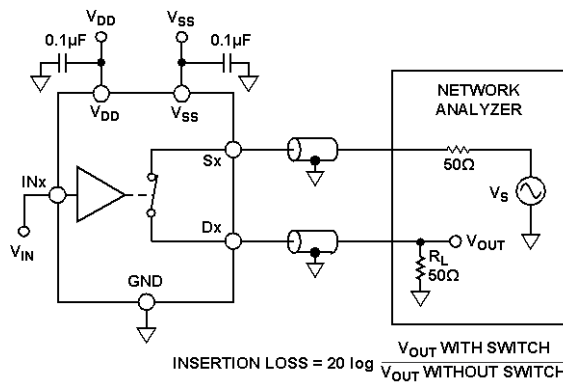 VDD VSS
0.1µF 0.1µF
VDD VSS
NETWORK
ANALYZER
Sx
50Ω
VS
INx
Dx
VOUT
VIN
RL
50Ω
GND
INSERTION LOSS = 20 log VOUT WITH SWITCH
VOUT WITHOUT SWITCH